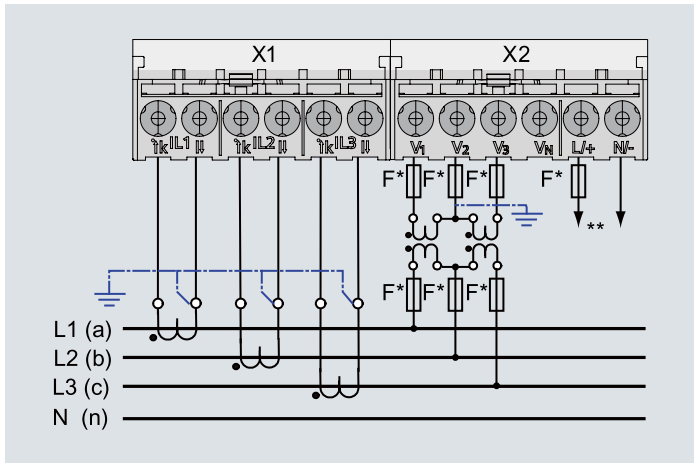 X1 X2
↑k IL1 l↓ ↑k IL2 l↓ ↑k IL3 l↓ V1 V2 V3 VN L/+ N/-
F* F* F* F*
**
F* F* F*
L1 (a)
L2 (b)
L3 (c)
N (n)